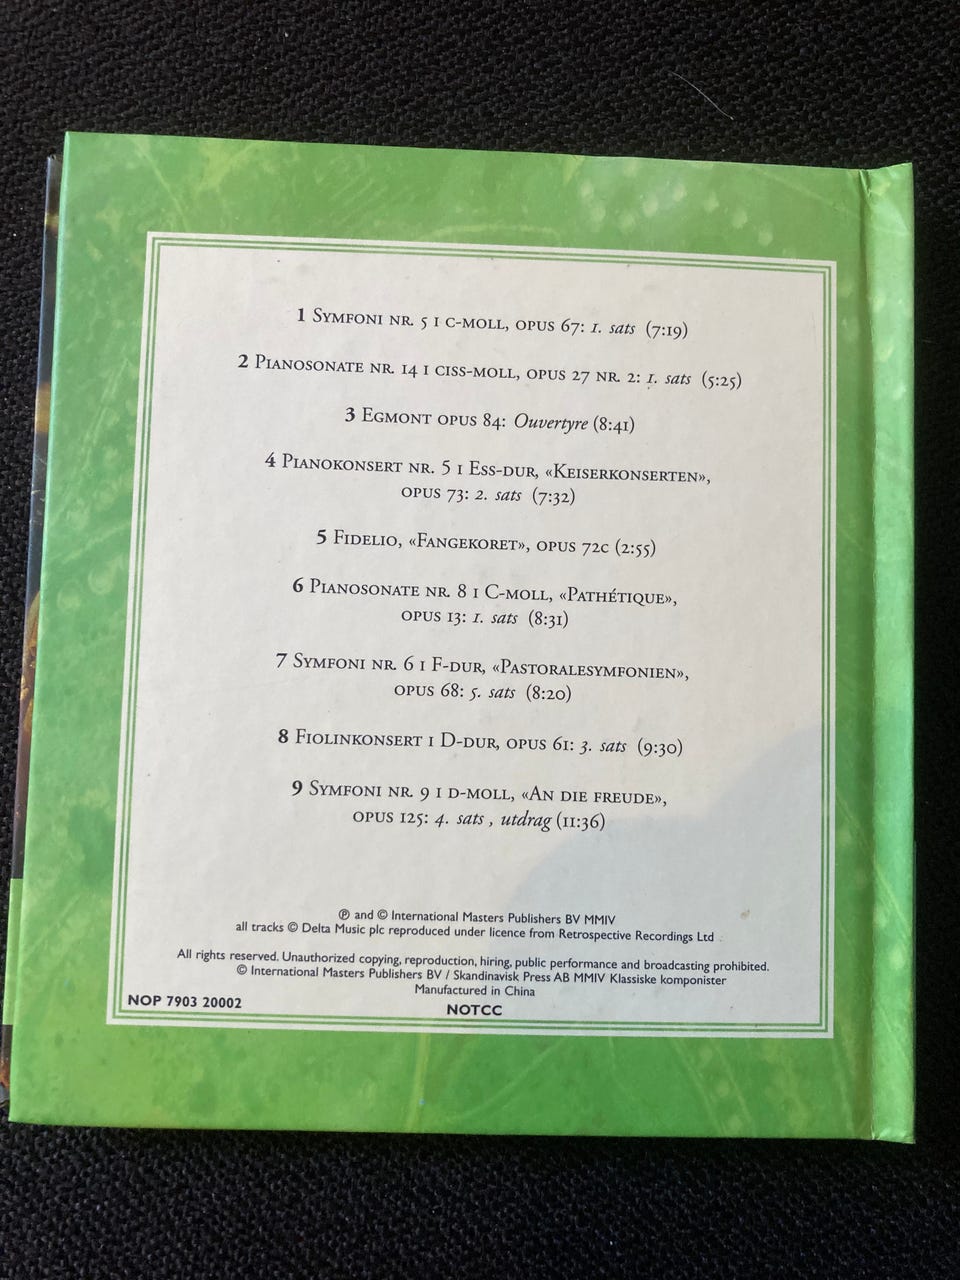 1 Symfoni nr. 5 i c-moll, opus 67: 1. sats (7:19)
2 Pianosonate nr. 14 i ciss-moll, opus 27 nr. 2: 1. sats (5:25)
3 Egmont opus 84: Ouvertyre (8:41)
4 Pianokonsert nr. 5 i Ess-dur, «Keiserkonserten»,
opus 73: 2. sats (7:32)
5 Fidelio, «Fangekoret», opus 72c (2:55)
6 Pianosonate nr. 8 i C-moll, «Pathétique»,
opus 13: 1. sats (8:31)
7 Symfoni nr. 6 i F-dur, «Pastoralesymfonien»,
opus 68: 5. sats (8:20)
8 Fiolinkonsert i D-dur, opus 61: 3. sats (9:30)
9 Symfoni nr. 9 i d-moll, «An die freude»,
opus 125: 4. sats , utdrag (11:36)
℗ and © International Masters Publishers BV MMIV
all tracks © Delta Music plc reproduced under licence from Retrospective Recordings Ltd
All rights reserved. Unauthorized copying, reproduction, hiring, public performance and broadcasting prohibited.
© International Masters Publishers BV / Skandinavisk Press AB MMIV Klassiske komponister
Manufactured in China
NOP 7903 20002
NOTCC